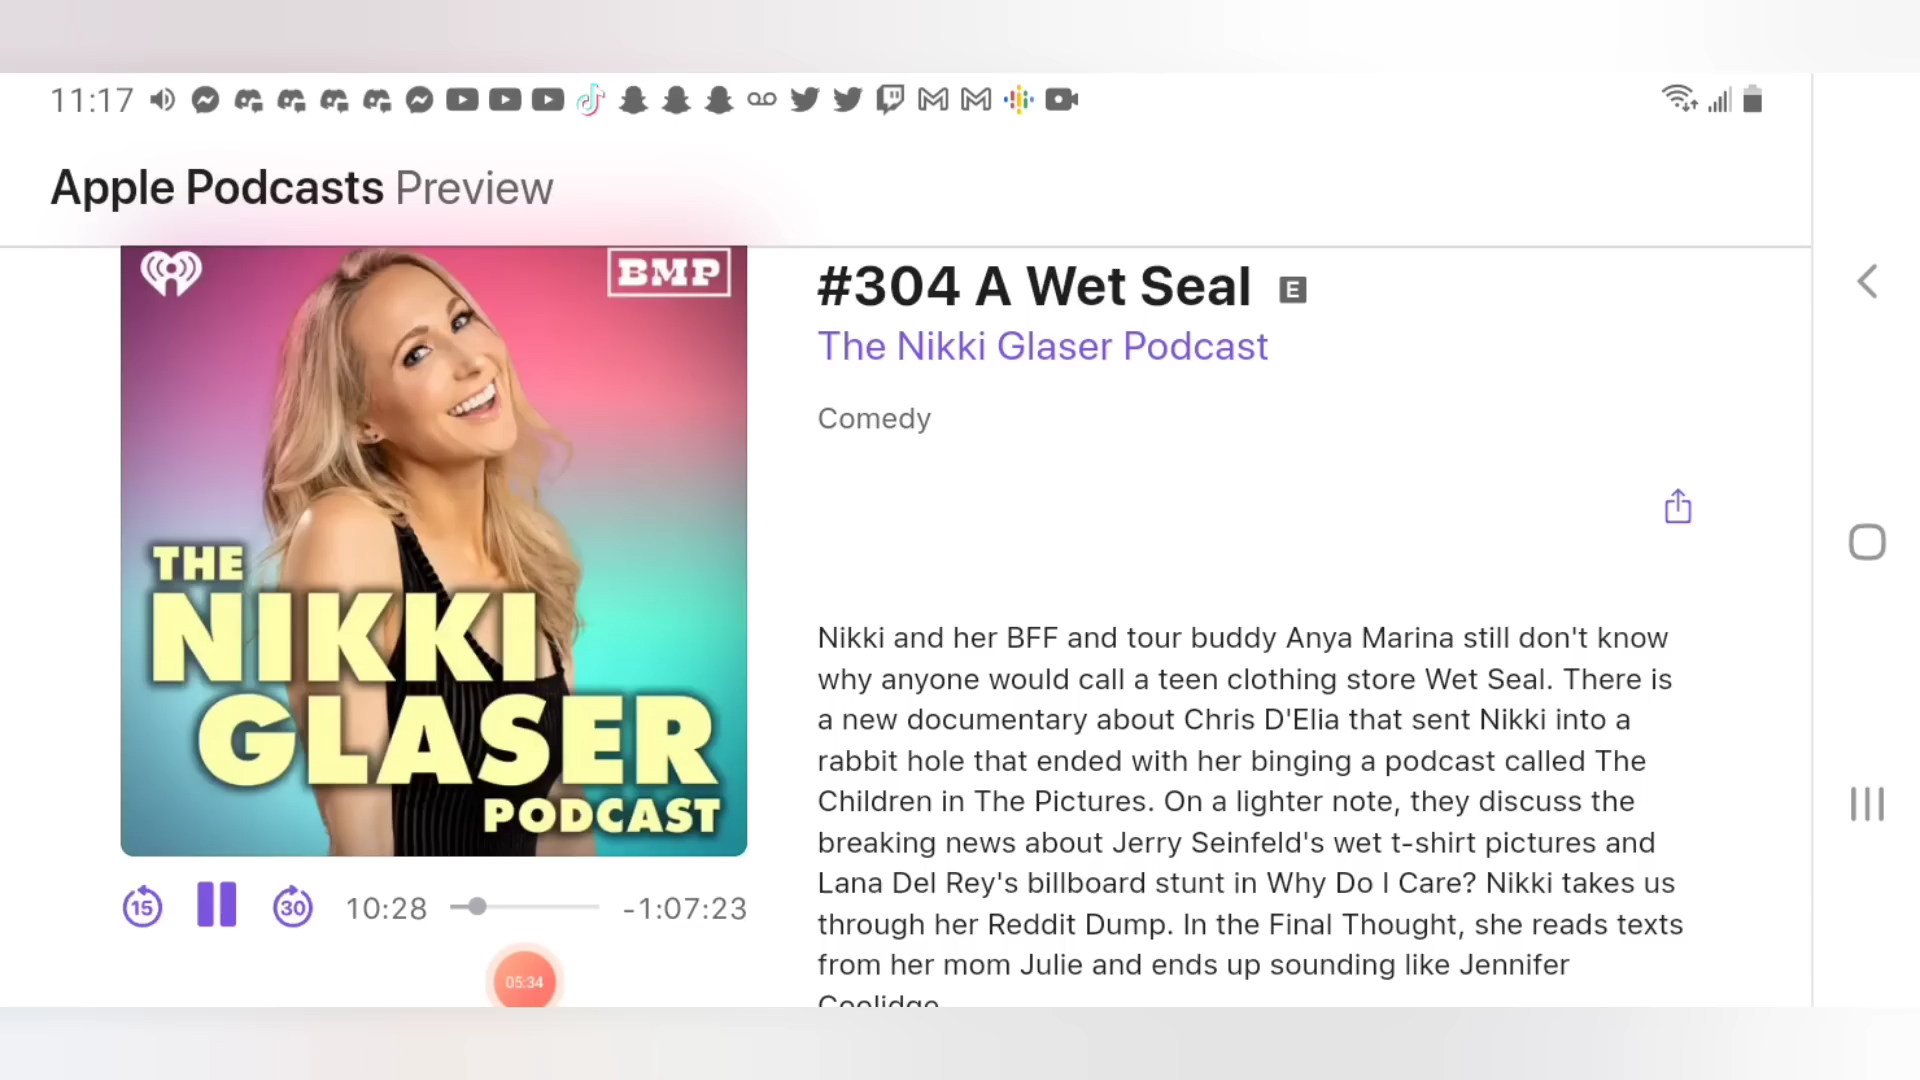 11:17
Apple Podcasts Preview
BMP
THE
NIKKI
GLASER
PODCAST
15
30
10:28
-1:07:23
05:34
#304 A Wet Seal E
The Nikki Glaser Podcast
Comedy
Nikki and her BFF and tour buddy Anya Marina still don't know
why anyone would call a teen clothing store Wet Seal. There is
a new documentary about Chris D'Elia that sent Nikki into a
rabbit hole that ended with her binging a podcast called The
Children in The Pictures. On a lighter note, they discuss the
breaking news about Jerry Seinfeld's wet t-shirt pictures and
Lana Del Rey's billboard stunt in Why Do I Care? Nikki takes us
through her Reddit Dump. In the Final Thought, she reads texts
from her mom Julie and ends up sounding like Jennifer
Coolidge